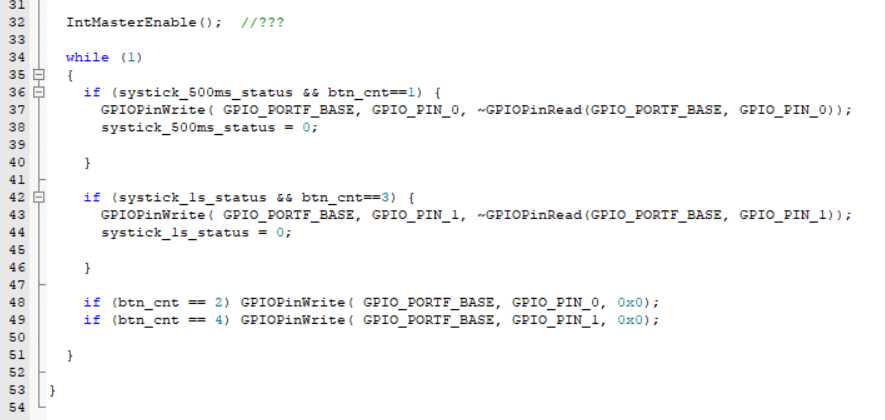 31
32 IntMasterEnable(); //???
33
34 while (1)
35 {
36 if (systick_500ms_status && btn_cnt==1) {
37 GPIOPinWrite( GPIO_PORTF_BASE, GPIO_PIN_0, ~GPIOPinRead(GPIO_PORTF_BASE, GPIO_PIN_0));
38 systick_500ms_status = 0;
39
40 }
41
42 if (systick_1s_status && btn_cnt==3) {
43 GPIOPinWrite( GPIO_PORTF_BASE, GPIO_PIN_1, ~GPIOPinRead(GPIO_PORTF_BASE, GPIO_PIN_1));
44 systick_1s_status = 0;
45
46 }
47
48 if (btn_cnt == 2) GPIOPinWrite( GPIO_PORTF_BASE, GPIO_PIN_0, 0x0);
49 if (btn_cnt == 4) GPIOPinWrite( GPIO_PORTF_BASE, GPIO_PIN_1, 0x0);
50
51 }
52
53 }
54